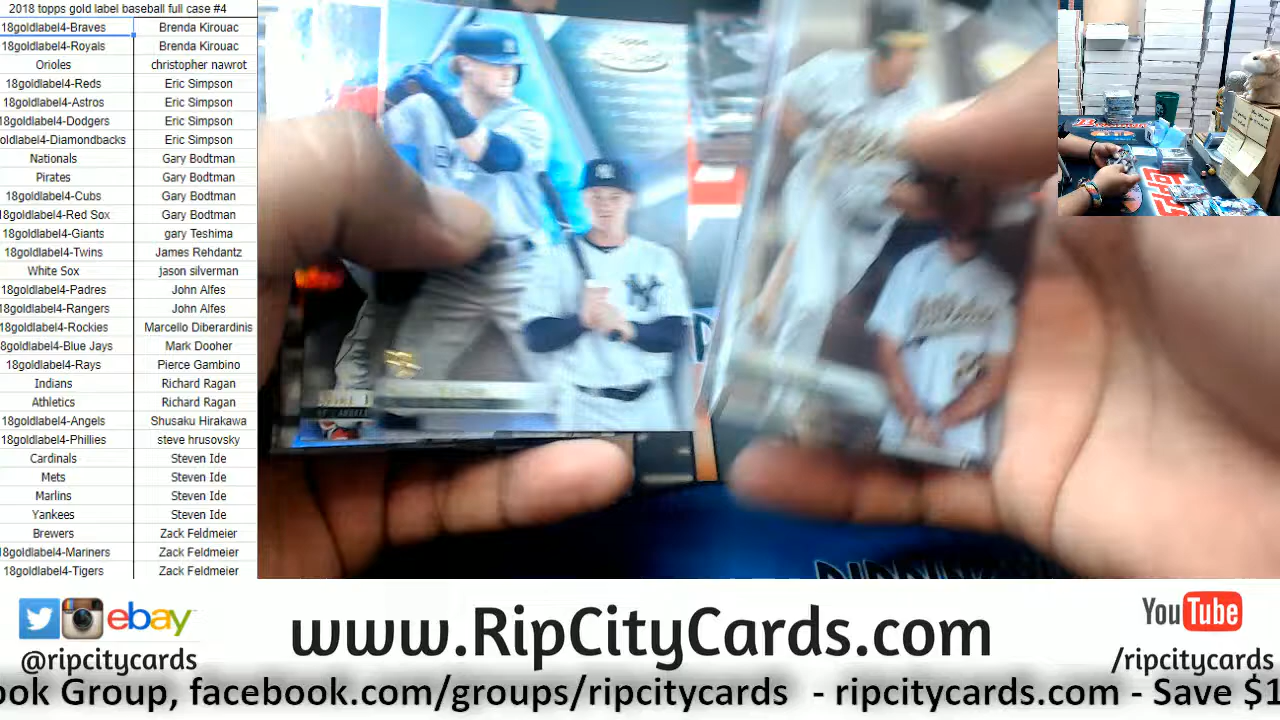 2018 topps gold label baseball full case #4
18goldlabel4-Braves Brenda Kirouac
18goldlabel4-Royals Brenda Kirouac
Orioles christopher nawrot
18goldlabel4-Reds Eric Simpson
18goldlabel4-Astros Eric Simpson
18goldlabel4-Dodgers Eric Simpson
oldlabel4-Diamondbacks Eric Simpson
Nationals Gary Bodtman
Pirates Gary Bodtman
18goldlabel4-Cubs Gary Bodtman
18goldlabel4-Red Sox Gary Bodtman
18goldlabel4-Giants gary Teshima
18goldlabel4-Twins James Rehdantz
White Sox jason silverman
18goldlabel4-Padres John Alfes
18goldlabel4-Rangers John Alfes
18goldlabel4-Rockies Marcello Diberardinis
18goldlabel4-Blue Jays Mark Dooher
18goldlabel4-Rays Pierce Gambino
Indians Richard Ragan
Athletics Richard Ragan
18goldlabel4-Angels Shusaku Hirakawa
18goldlabel4-Phillies steve hrusovsky
Cardinals Steven Ide
Mets Steven Ide
Marlins Steven Ide
Yankees Steven Ide
Brewers Zack Feldmeier
18goldlabel4-Mariners Zack Feldmeier
18goldlabel4-Tigers Zack Feldmeier
ebay
@ripcitycards
www.RipCityCards.com
YouTube
/ripcitycards
ook Group, facebook.com/groups/ripcitycards - ripcitycards.com - Save $1